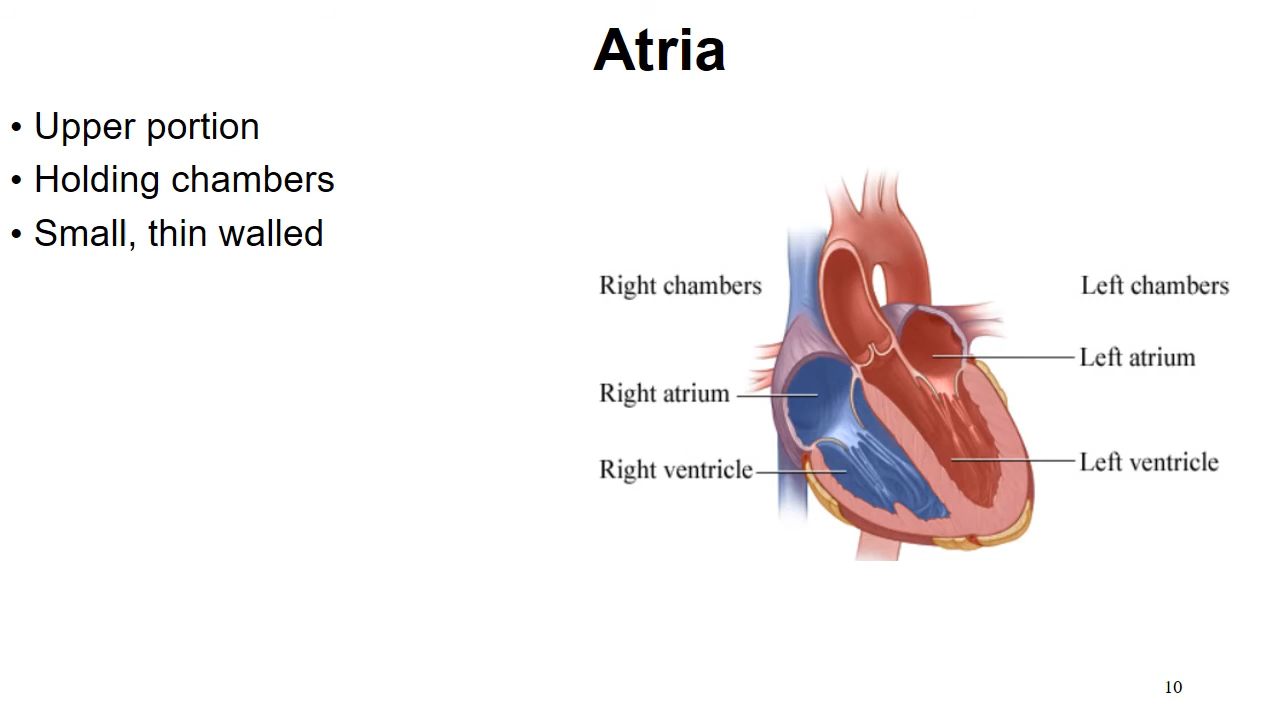 Atria
• Upper portion
• Holding chambers
• Small, thin walled
Right chambers
Left chambers
Left atrium
Right atrium
Left ventricle
Right ventricle
10